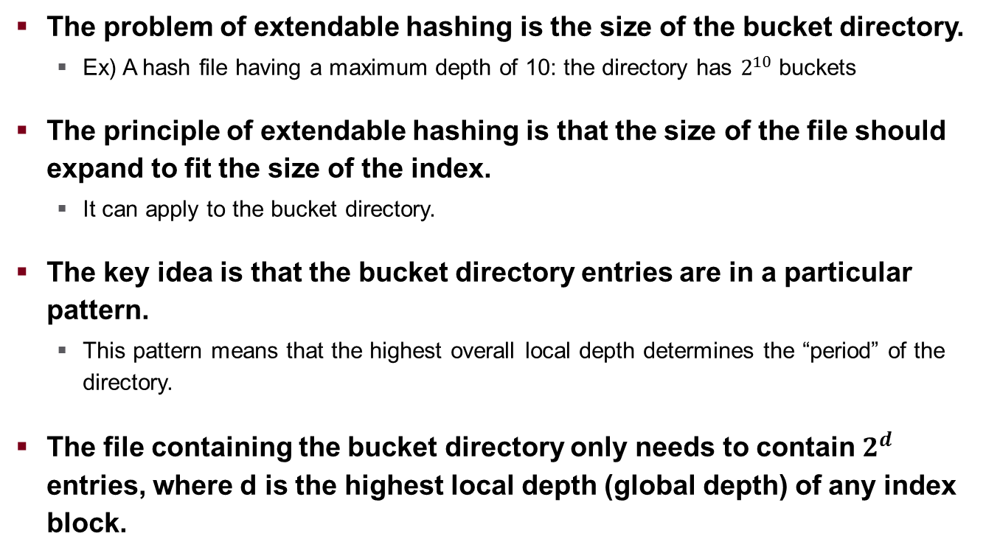 ▪ The problem of extendable hashing is the size of the bucket directory.
▪ Ex) A hash file having a maximum depth of 10: the directory has 2^10 buckets
▪ The principle of extendable hashing is that the size of the file should
expand to fit the size of the index.
▪ It can apply to the bucket directory.
▪ The key idea is that the bucket directory entries are in a particular
pattern.
▪ This pattern means that the highest overall local depth determines the “period” of the
directory.
▪ The file containing the bucket directory only needs to contain 2^d
entries, where d is the highest local depth (global depth) of any index
block.